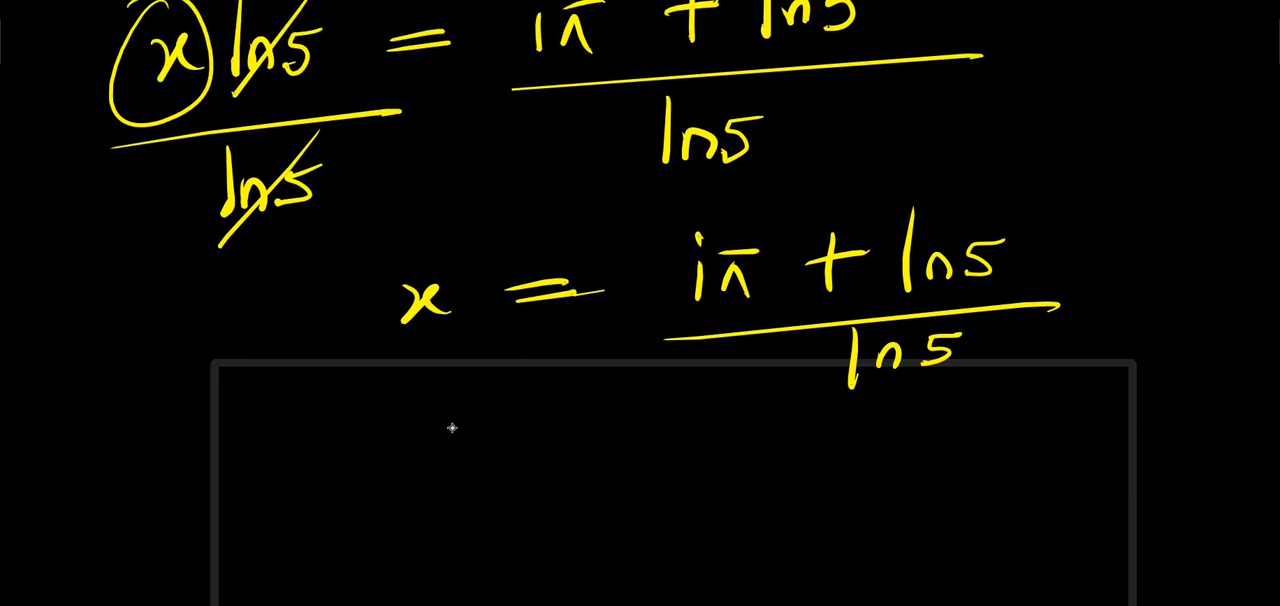 x ln5 = iπ + ln5
ln5 ln5
x = iπ + ln5
ln5